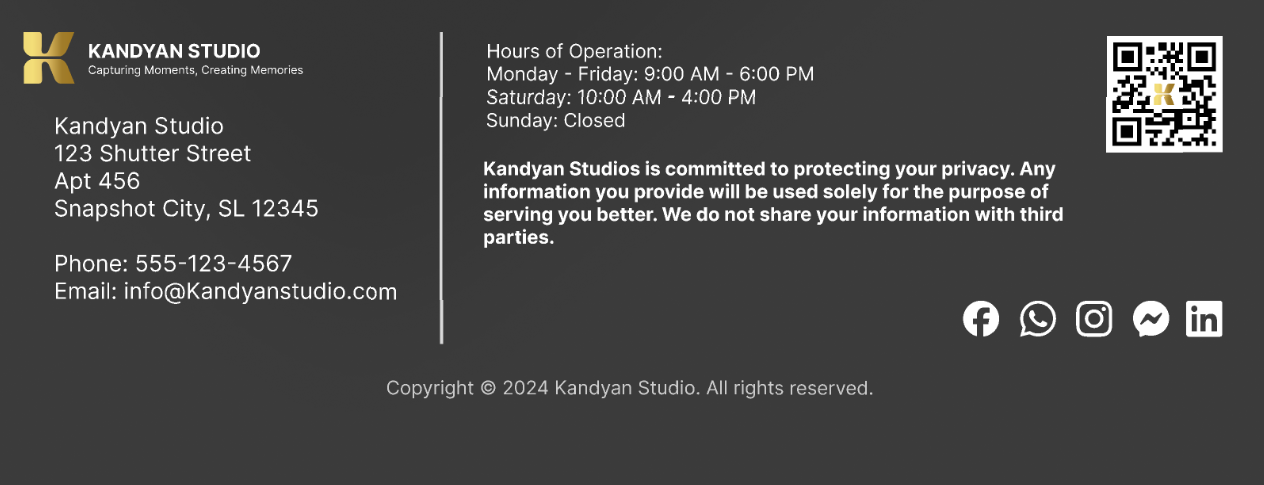 KANDYAN STUDIO
Capturing Moments, Creating Memories
Kandyan Studio
123 Shutter Street
Apt 456
Snapshot City, SL 12345
Phone: 555-123-4567
Email: info@Kandyanstudio.com
Hours of Operation:
Monday - Friday: 9:00 AM - 6:00 PM
Saturday: 10:00 AM - 4:00 PM
Sunday: Closed
Kandyan Studios is committed to protecting your privacy. Any
information you provide will be used solely for the purpose of
serving you better. We do not share your information with third
parties.
Copyright © 2024 Kandyan Studio. All rights reserved.